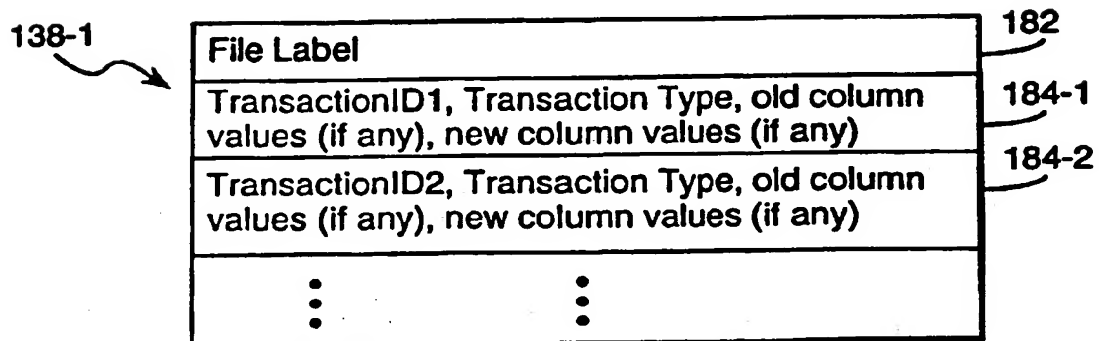 138-1
182
File Label
184-1
TransactionID1, Transaction Type, old column
values (if any), new column values (if any)
184-2
TransactionID2, Transaction Type, old column
values (if any), new column values (if any)